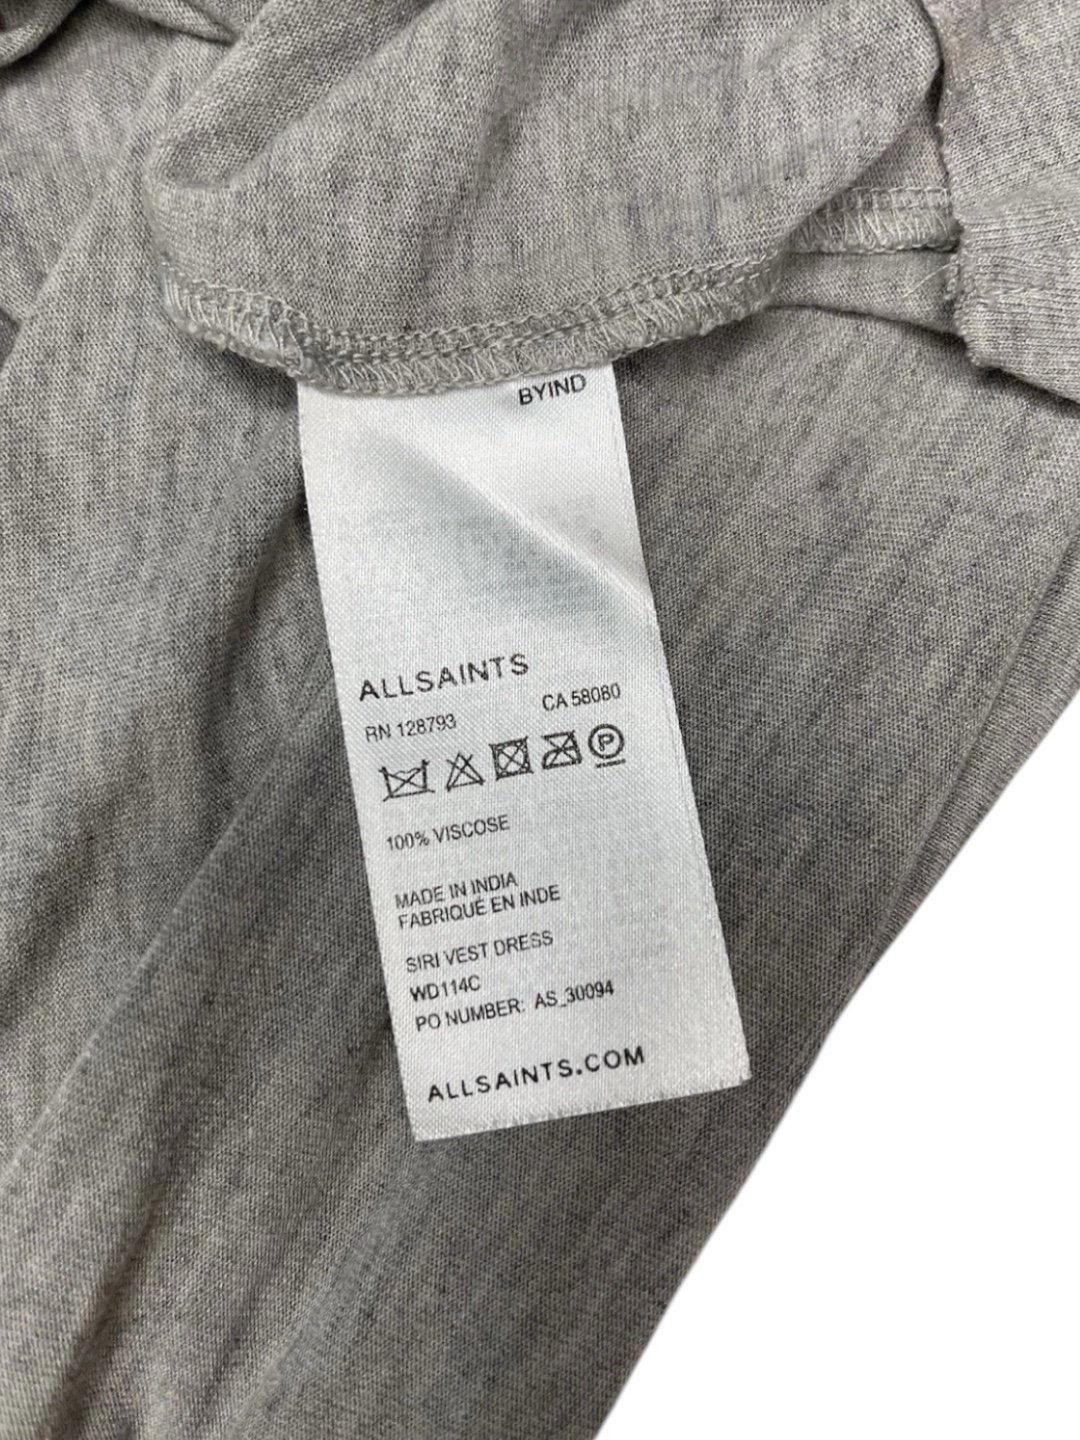 BYIND
ALLSAINTS
RN 128793 CA 58080
P
100% VISCOSE
MADE IN INDIA
FABRIQUÉ EN INDE
SIRI VEST DRESS
WD114C
PO NUMBER: AS_30094
ALLSAINTS.COM